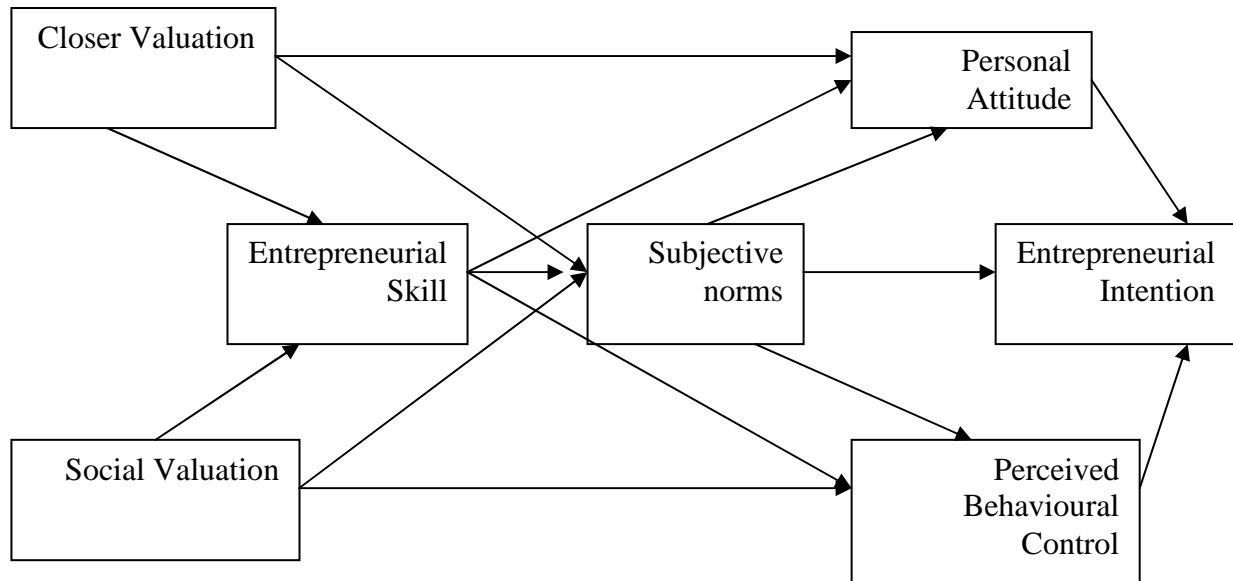 Closer Valuation
Personal
Attitude
Entrepreneurial
Skill
Subjective
norms
Entrepreneurial
Intention
Social Valuation
Perceived
Behavioural
Control